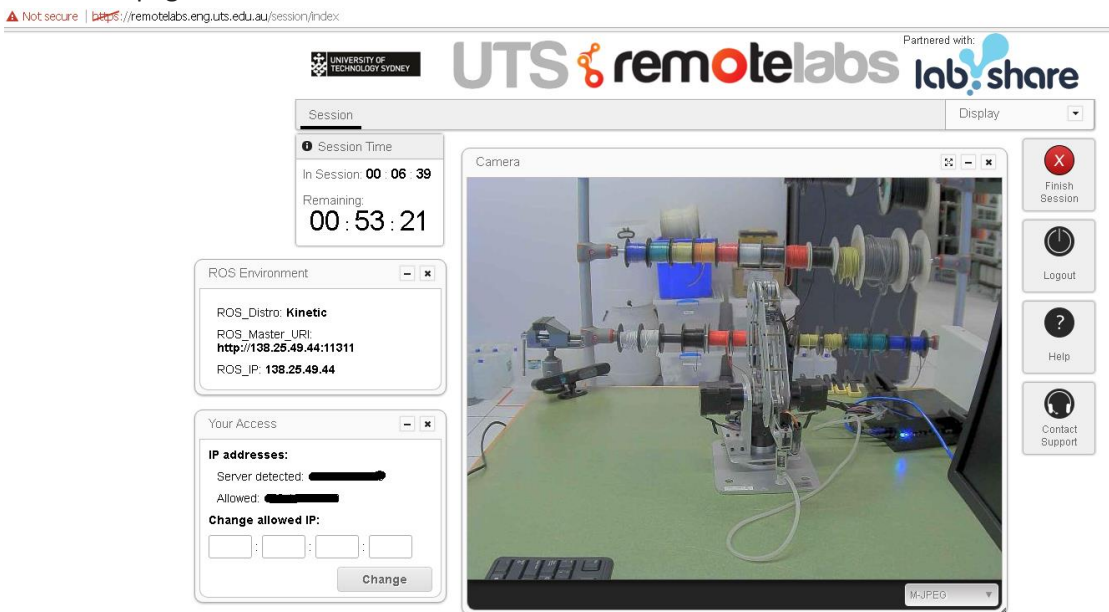 Not secure | https://remotelabs.eng.uts.edu.au/session/index
UNIVERSITY OF
TECHNOLOGY SYDNEY
UTS remotelabs
Partnered with:
labshare
Session
Display
Session Time
In Session: 00 : 06 : 39
Remaining:
00 : 53 : 21
Camera
X
Finish
Session
Logout
?
Help
Contact
Support
ROS Environment
ROS_Distro: Kinetic
ROS_Master_URI:
http://138.25.49.44:11311
ROS_IP: 138.25.49.44
Your Access
IP addresses:
Server detected:
Allowed:
Change allowed IP:
: : :
Change
M-JPEG